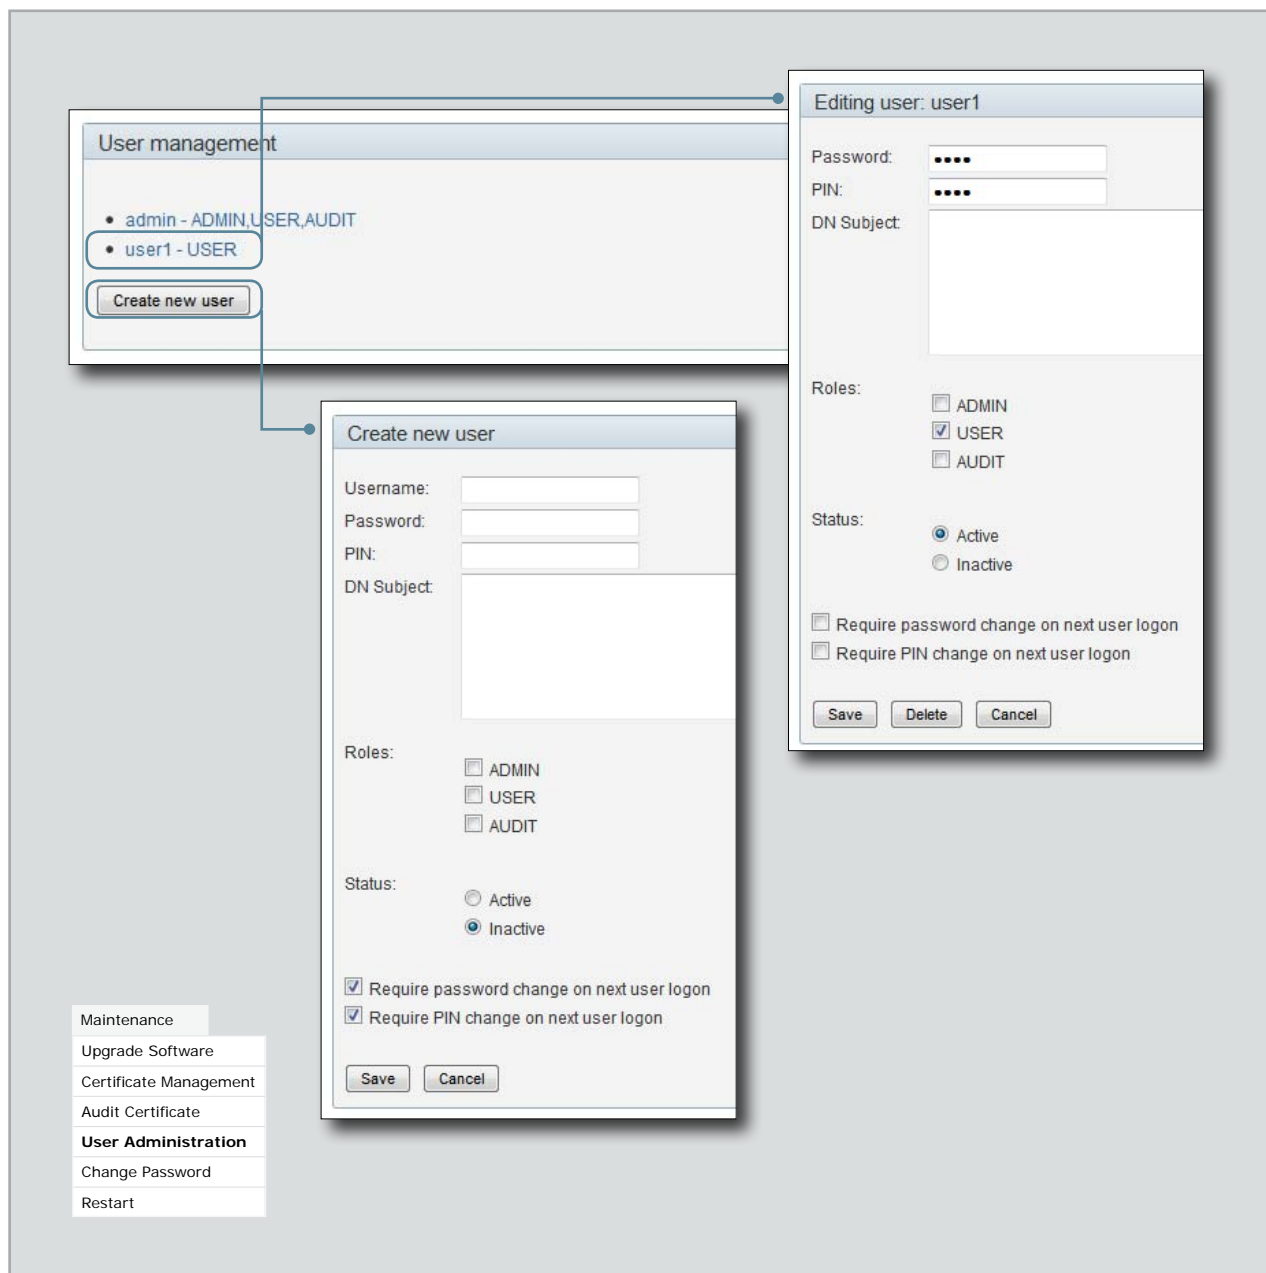 User management
admin - ADMIN,USER,AUDIT
user1 - USER
Create new user
Editing user: user1
Password:
PIN:
DN Subject:
Roles:
ADMIN
USER
AUDIT
Status:
Active
Inactive
Require password change on next user logon
Require PIN change on next user logon
Save Delete Cancel
Create new user
Username:
Password:
PIN:
DN Subject:
Roles:
ADMIN
USER
AUDIT
Status:
Active
Inactive
Require password change on next user logon
Require PIN change on next user logon
Save Cancel
Maintenance
Upgrade Software
Certificate Management
Audit Certificate
User Administration
Change Password
Restart